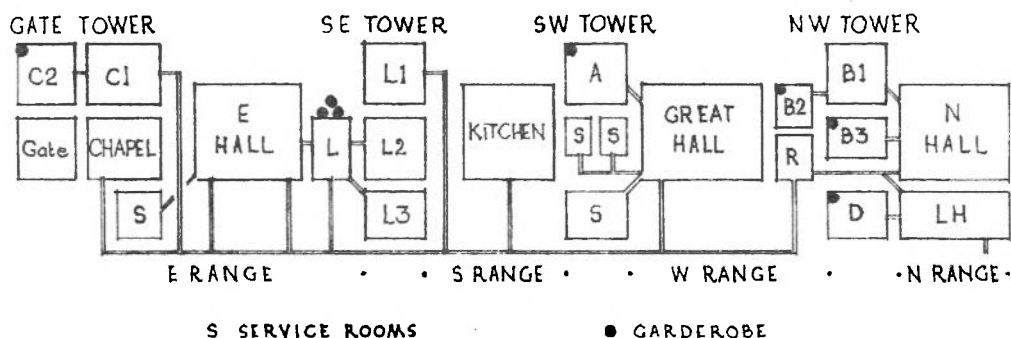 GATE TOWER SE TOWER SW TOWER NW TOWER
C2 C1 L1 A B1
E HALL B2 N HALL
Gate CHAPEL L L2 KITCHEN S S GREAT HALL R B3
S L3 S D LH
E RANGE S RANGE W RANGE N RANGE
S SERVICE ROOMS ● GARDEROBE